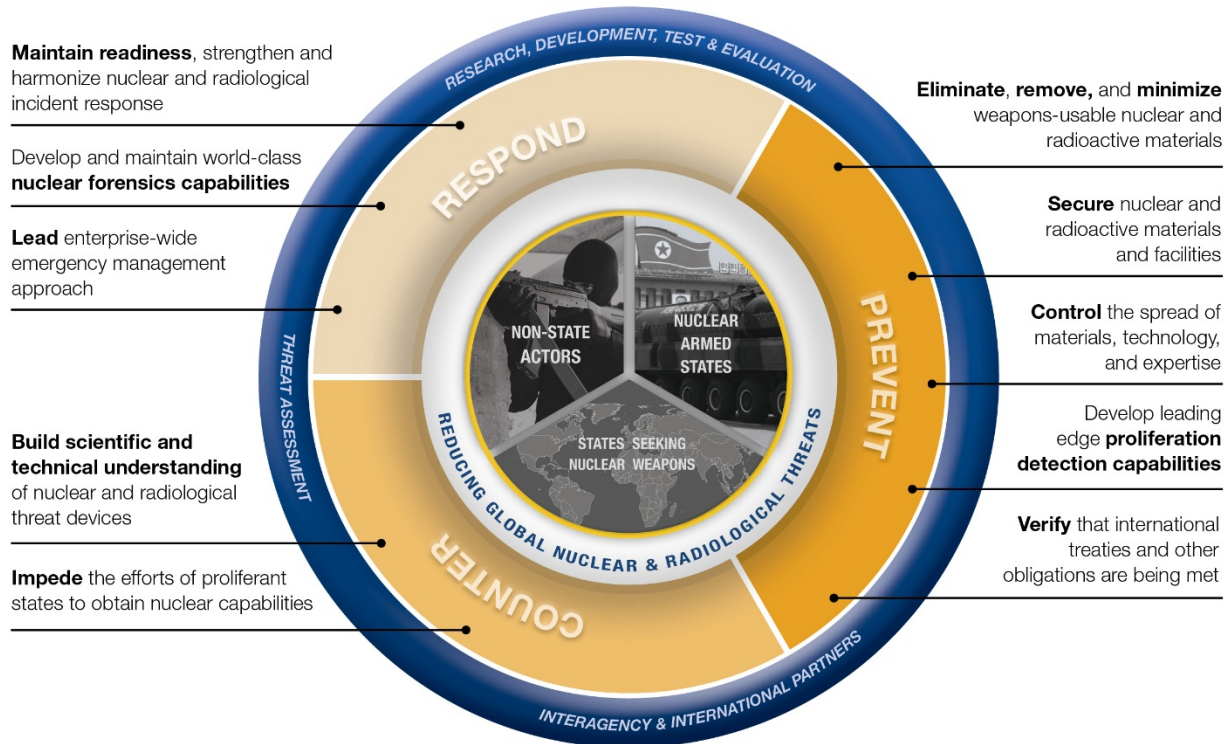 RESEARCH, DEVELOPMENT, TEST & EVALUATION
Maintain readiness, strengthen and
harmonize nuclear and radiological
incident response
Develop and maintain world-class
nuclear forensics capabilities
Lead enterprise-wide
emergency management
approach
THREAT ASSESSMENT
Build scientific and
technical understanding
of nuclear and radiological
threat devices
Impede the efforts of proliferant
states to obtain nuclear capabilities
RESPOND
NON-STATE
ACTORS
NUCLEAR
ARMED
STATES
STATES SEEKING
NUCLEAR WEAPONS
REDUCING GLOBAL NUCLEAR & RADIOLOGICAL THREATS
COUNTER
PREVENT
Eliminate, remove, and minimize
weapons-usable nuclear and
radioactive materials
Secure nuclear and
radioactive materials
and facilities
Control the spread of
materials, technology,
and expertise
Develop leading
edge proliferation
detection capabilities
Verify that international
treaties and other
obligations are being met
INTERAGENCY & INTERNATIONAL PARTNERS